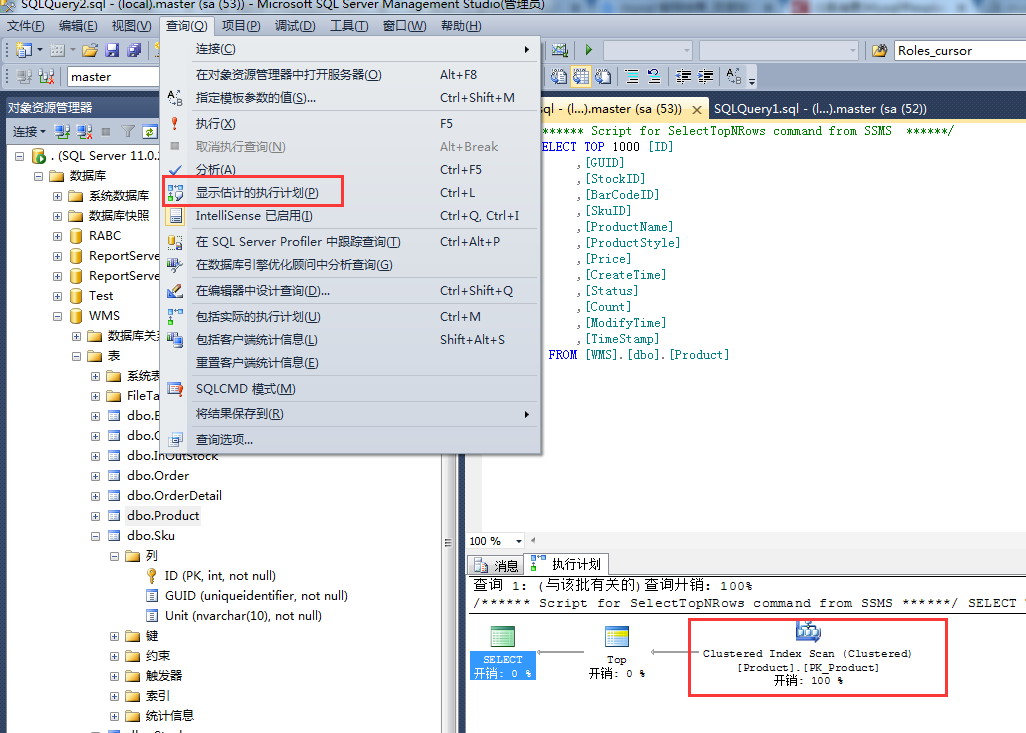 SQLQuery2.sql - (local).master (sa (53)) - Microsoft SQL Server Management Studio(管理员)
文件(F) 编辑(E) 视图(V) 查询(Q) 项目(P) 调试(D) 工具(T) 窗口(W) 帮助(H)
Roles_cursor
master
连接(C)
在对象资源管理器中打开服务器(O) Alt+F8
指定模板参数的值(S)... Ctrl+Shift+M
执行(X) F5
取消执行查询(N) Alt+Break
分析(A) Ctrl+F5
显示估计的执行计划(P) Ctrl+L
IntelliSense 已启用(I) Ctrl+Q, Ctrl+I
在 SQL Server Profiler 中跟踪查询(T) Ctrl+Alt+P
在数据库引擎优化顾问中分析查询(G)
在编辑器中设计查询(D)... Ctrl+Shift+Q
包括实际的执行计划(U) Ctrl+M
包括客户端统计信息(L) Shift+Alt+S
重置客户端统计信息(E)
SQLCMD 模式(M)
将结果保存到(R)
查询选项...
对象资源管理器
连接
. (SQL Server 11.0.
数据库
系统数据库
数据库快照
RABC
ReportServe
ReportServe
Test
WMS
数据库关
表
系统表
FileTa
dbo.
dbo.
dbo.InOutStock
dbo.Order
dbo.OrderDetail
dbo.Product
dbo.Sku
列
ID (PK, int, not null)
GUID (uniqueidentifier, not null)
Unit (nvarchar(10), not null)
键
约束
触发器
索引
统计信息
ql - (l...).master (sa (53)) SQLQuery1.sql - (l...).master (sa (52))
****** Script for SelectTopNRows command from SSMS ******/
ELECT TOP 1000 [ID]
,[GUID]
,[StockID]
,[BarCodeID]
,[SkuID]
,[ProductName]
,[ProductStyle]
,[Price]
,[CreateTime]
,[Status]
,[Count]
,[ModifyTime]
,[TimeStamp]
FROM [WMS].[dbo].[Product]
100 %
消息 执行计划
查询 1: (与该批有关的)查询开销: 100%
/****** Script for SelectTopNRows command from SSMS ******/ SELECT
SELECT
开销: 0 %
Top
开销: 0 %
Clustered Index Scan (Clustered)
[Product].[PK_Product]
开销: 100 %